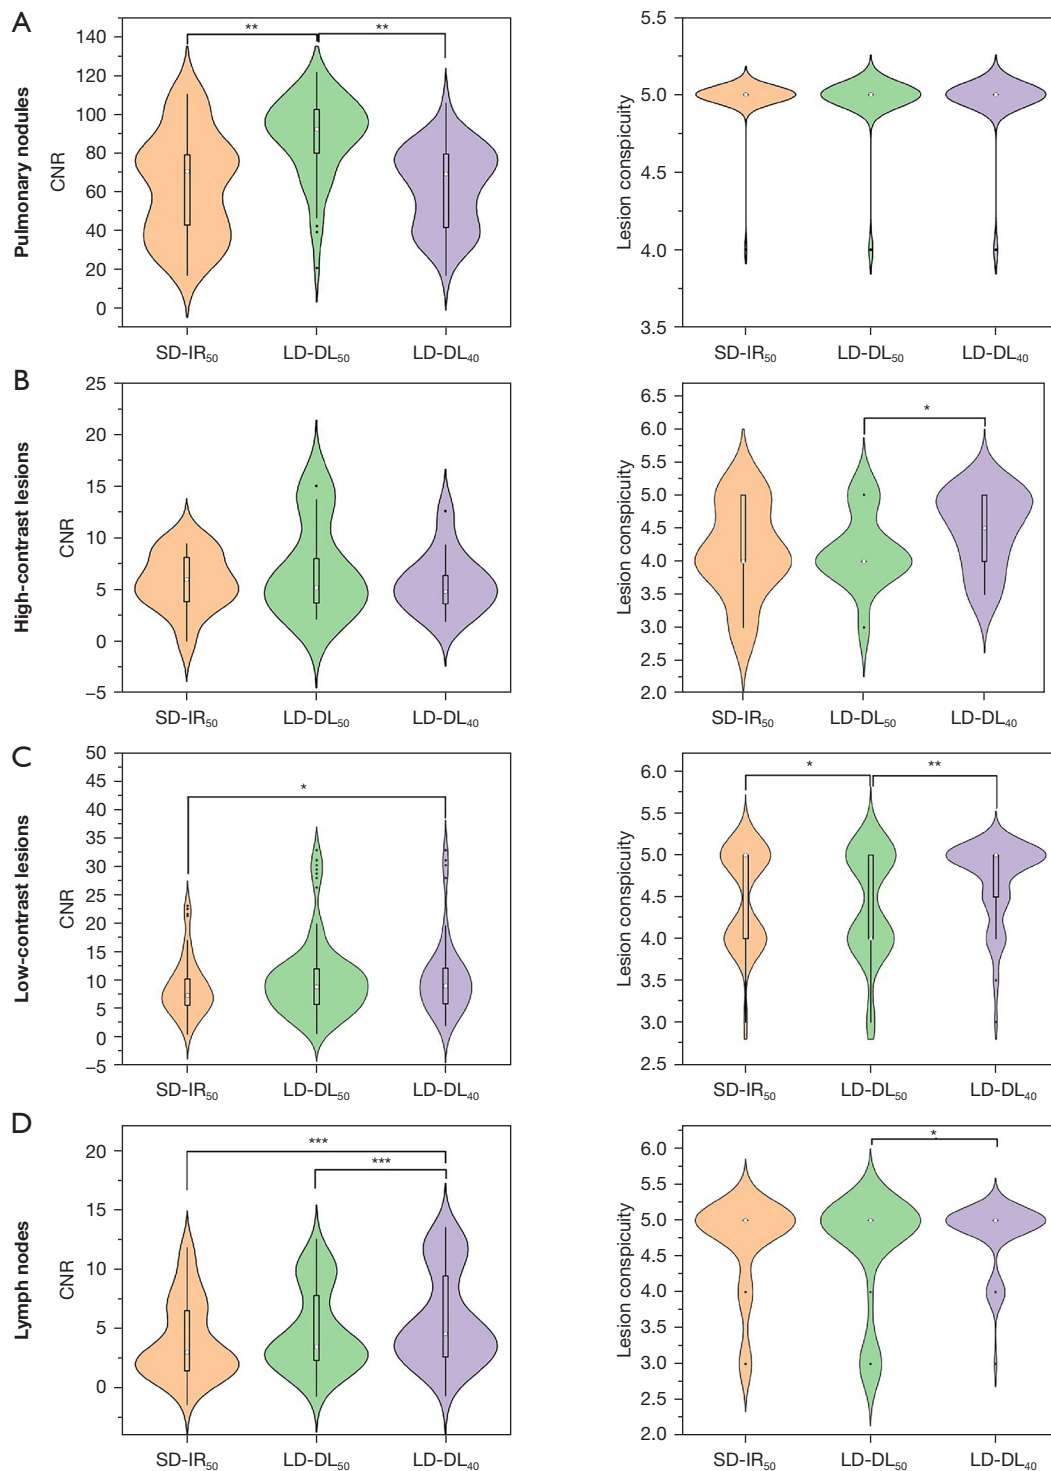 A
Pulmonary nodules
CNR
140
120
100
80
60
40
20
0
**
**
SD-IR50
LD-DL50
LD-DL40
Lesion conspicuity
5.5
5.0
4.5
4.0
3.5
SD-IR50
LD-DL50
LD-DL40
B
High-contrast lesions
CNR
25
20
15
10
5
0
−5
SD-IR50
LD-DL50
LD-DL40
Lesion conspicuity
6.5
6.0
5.5
5.0
4.5
4.0
3.5
3.0
2.5
2.0
*
SD-IR50
LD-DL50
LD-DL40
C
Low-contrast lesions
CNR
50
45
40
35
30
25
20
15
10
5
0
−5
*
SD-IR50
LD-DL50
LD-DL40
Lesion conspicuity
6.0
5.5
5.0
4.5
4.0
3.5
3.0
2.5
*
**
SD-IR50
LD-DL50
LD-DL40
D
Lymph nodes
CNR
20
15
10
5
0
***
***
SD-IR50
LD-DL50
LD-DL40
Lesion conspicuity
6.0
5.5
5.0
4.5
4.0
3.5
3.0
2.5
2.0
*
SD-IR50
LD-DL50
LD-DL40